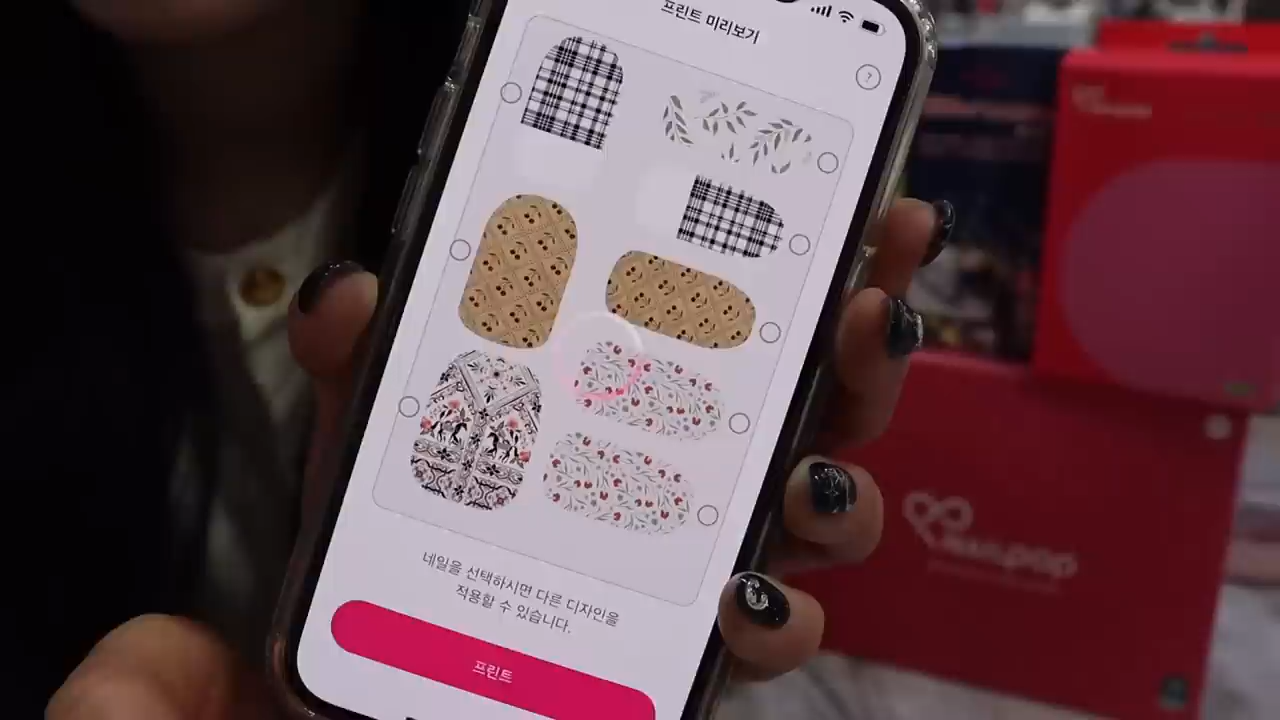 프린트 미리보기
?
네일을 선택하시면 다른 디자인을
적용할 수 있습니다.
프린트
nailpop